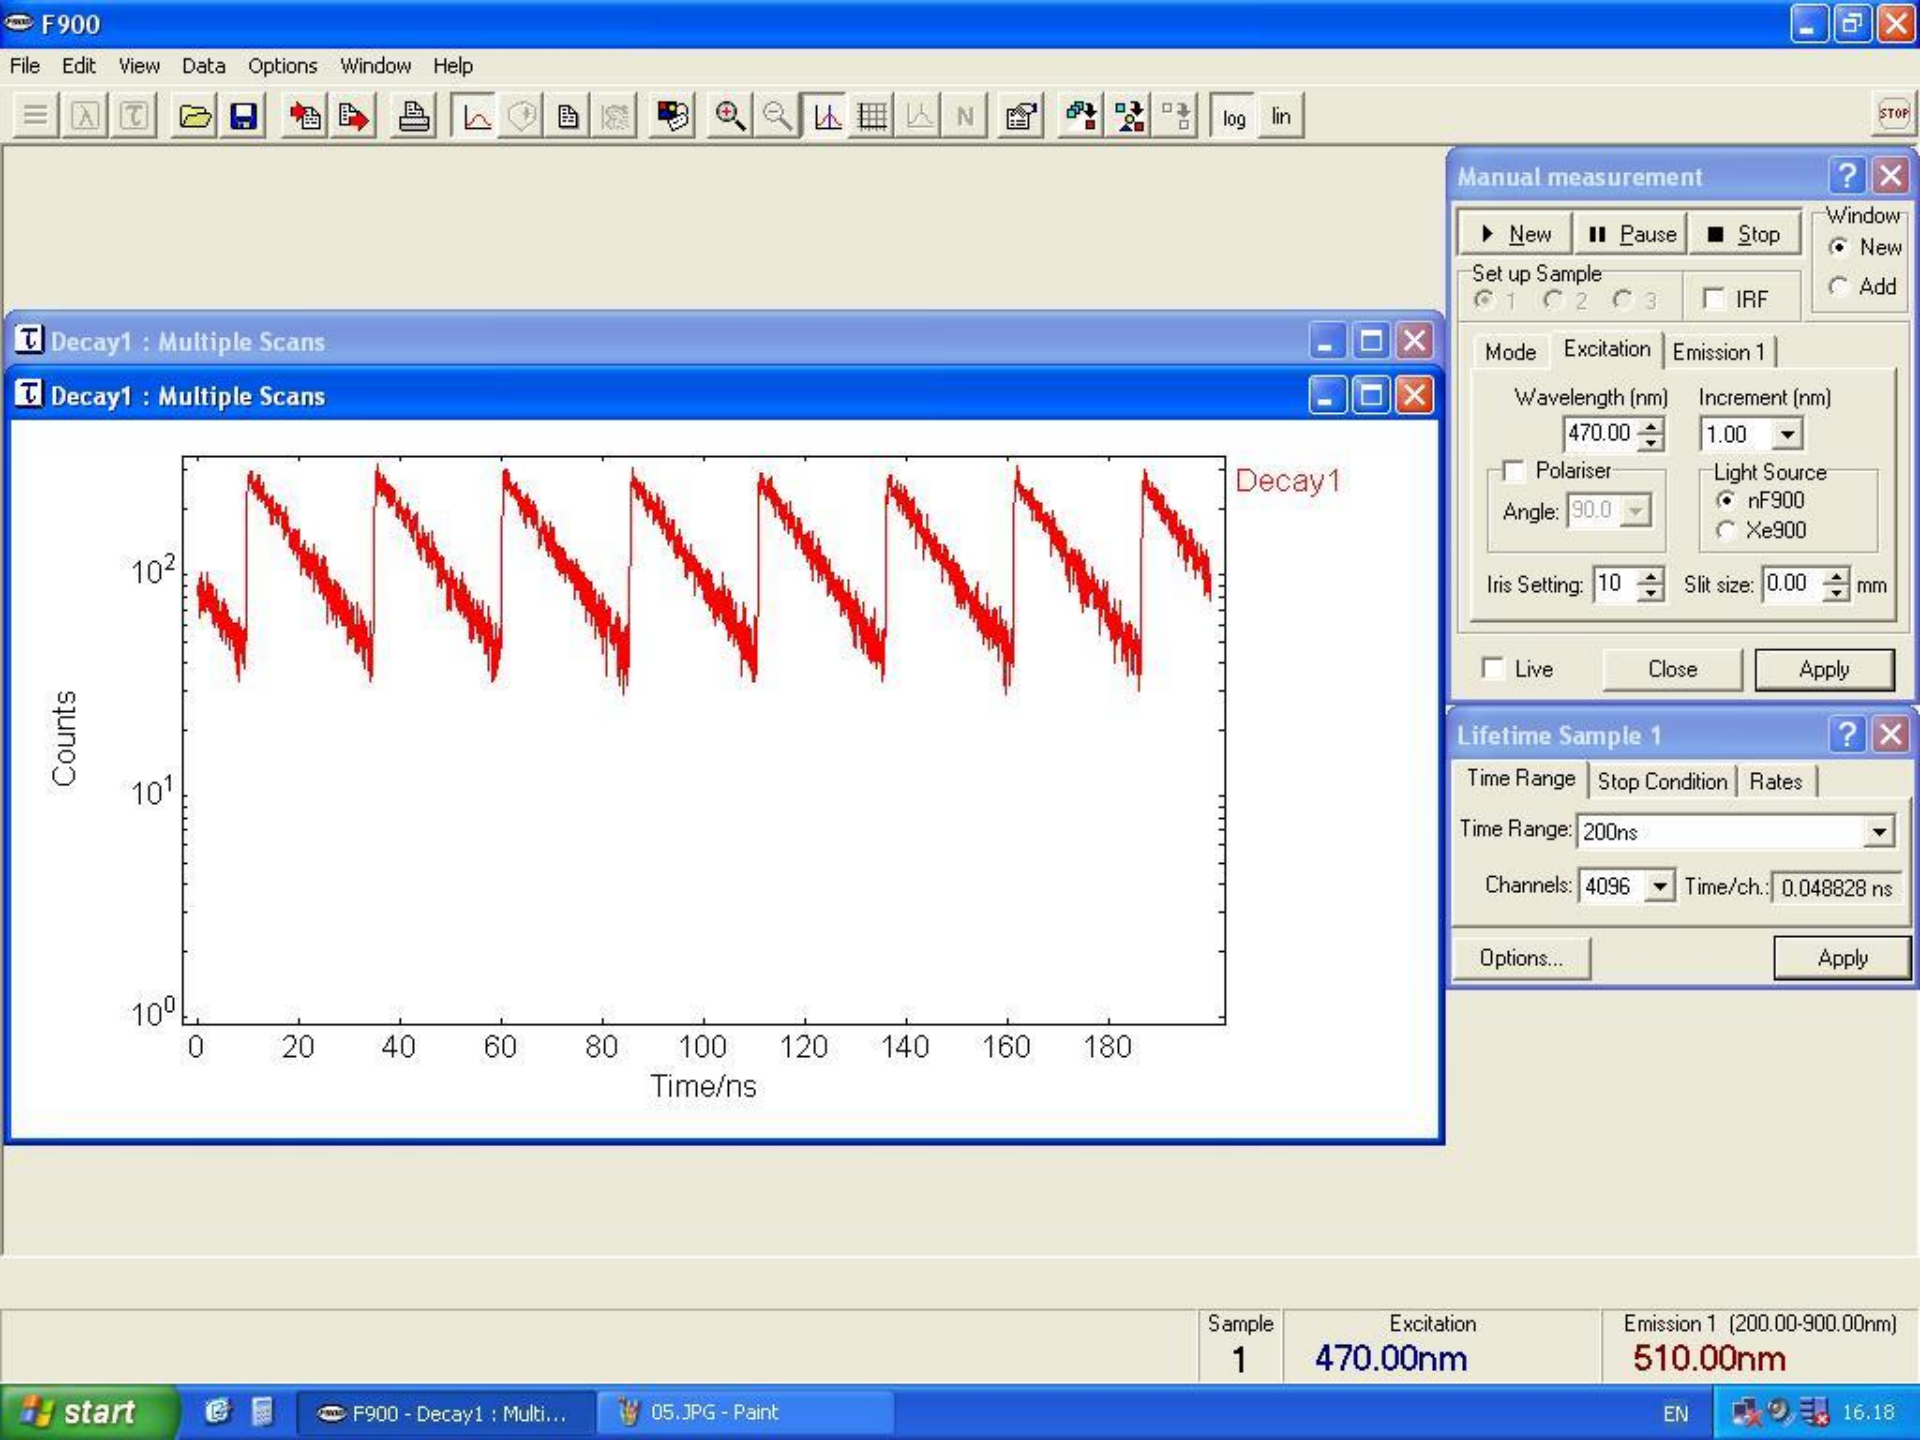 F900
File Edit View Data Options Window Help
N log lin STOP
Manual measurement
New Pause Stop
Window
New
Add
Set up Sample
1 2 3 IRF
Mode Excitation Emission 1
Wavelength (nm) Increment (nm)
470.00 1.00
Polariser
Angle: 90.0
Light Source
nF900
Xe900
Iris Setting: 10 Slit size: 0.00 mm
Live Close Apply
τ Decay1 : Multiple Scans
τ Decay1 : Multiple Scans
Decay1
10²
10¹
10⁰
Counts
0 20 40 60 80 100 120 140 160 180
Time/ns
Lifetime Sample 1
Time Range Stop Condition Rates
Time Range: 200ns
Channels: 4096 Time/ch.: 0.048828 ns
Options... Apply
Sample Excitation Emission 1 (200.00-900.00nm)
1 470.00nm 510.00nm
start F900 - Decay1 : Multi... 05.JPG - Paint EN 16.18